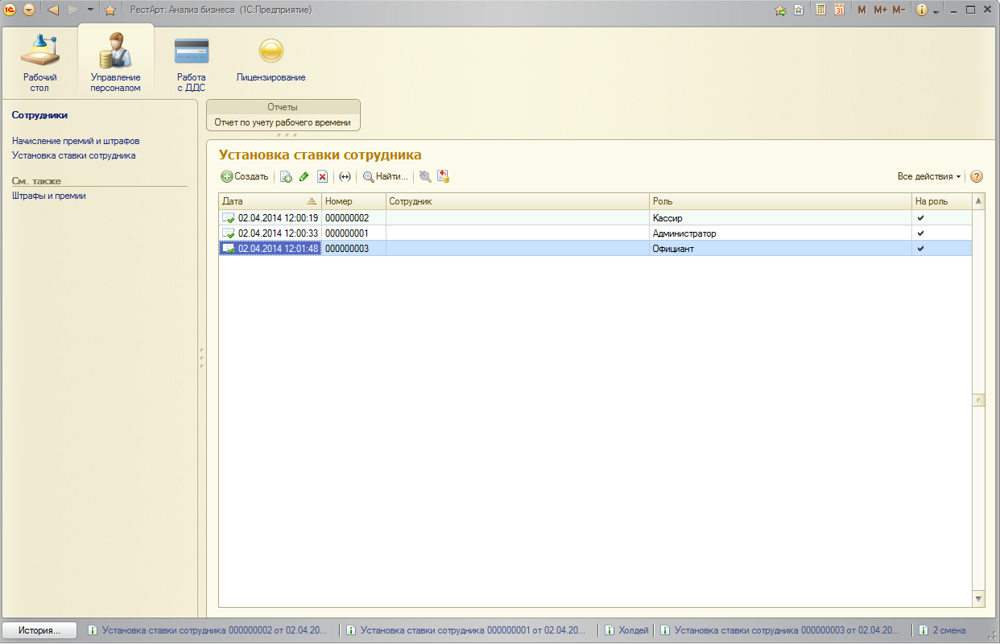 РестАрт: Анализ бизнеса (1С:Предприятие)
31 M M+ M-
Рабочий
стол
Управление
персоналом
Работа
с ДДС
Лицензирование
Сотрудники
Начисление премий и штрафов
Установка ставки сотрудника
См. также
Штрафы и премии
Отчеты
Отчет по учету рабочего времени
Установка ставки сотрудника
Создать Найти... Все действия ?
Дата Номер Сотрудник Роль На роль
02.04.2014 12:00:19 000000002 Кассир
02.04.2014 12:00:33 000000001 Администратор
02.04.2014 12:01:48 000000003 Официант
История... Установка ставки сотрудника 000000002 от 02.04.20... Установка ставки сотрудника 000000001 от 02.04.20... Холдей Установка ставки сотрудника 000000003 от 02.04.20... 2 смена